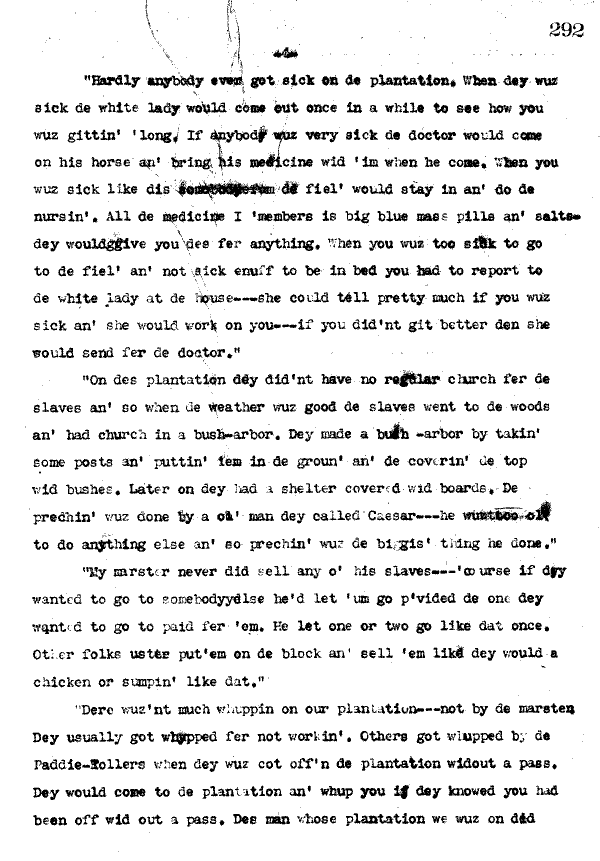 292
-4-
"Hardly anybody even got sick on de plantation. When dey wuz
sick de white lady would come out once in a while to see how you
wuz gittin' 'long. If anybody wuz very sick de doctor would come
on his horse an' bring his medicine wid 'im when he come. When you
wuz sick like dis de fiel' would stay in an' do de
nursin'. All de medicine I 'members is big blue mass pills an' salts-
dey wouldggive you des fer anything. When you wuz too sick to go
to de fiel' an' not sick enuff to be in bed you had to report to
de white lady at de house---she could tell pretty much if you wuz
sick an' she would work on you---if you did'nt git better den she
would send fer de doctor."
"On des plantation dey did'nt have no regular church fer de
slaves an' so when de weather wuz good de slaves went to de woods
an' had church in a bush-arbor. Dey made a bush -arbor by takin'
some posts an' puttin' 'em in de groun' an' de coverin' de top
wid bushes. Later on dey had a shelter covered wid boards. De
predhin' wuz done by a ol' man dey called Caesar---he
to do anything else an' so prechin' wuz de biggis' thing he done."
"My marster never did sell any o' his slaves---'course if dey
wanted to go to somebodyydlse he'd let 'um go p'vided de one dey
wanted to go to paid fer 'em. He let one or two go like dat once.
Other folks uster put'em on de block an' sell 'em like dey would a
chicken or sumpin' like dat."
"Dere wuz'nt much whuppin on our plantation---not by de marster.
Dey usually got whupped fer not workin'. Others got whupped by de
Paddie-Rollers when dey wuz cot off'n de plantation widout a pass.
Dey would come to de plantation an' whup you if dey knowed you had
been off wid out a pass. Des man whose plantation we wuz on did